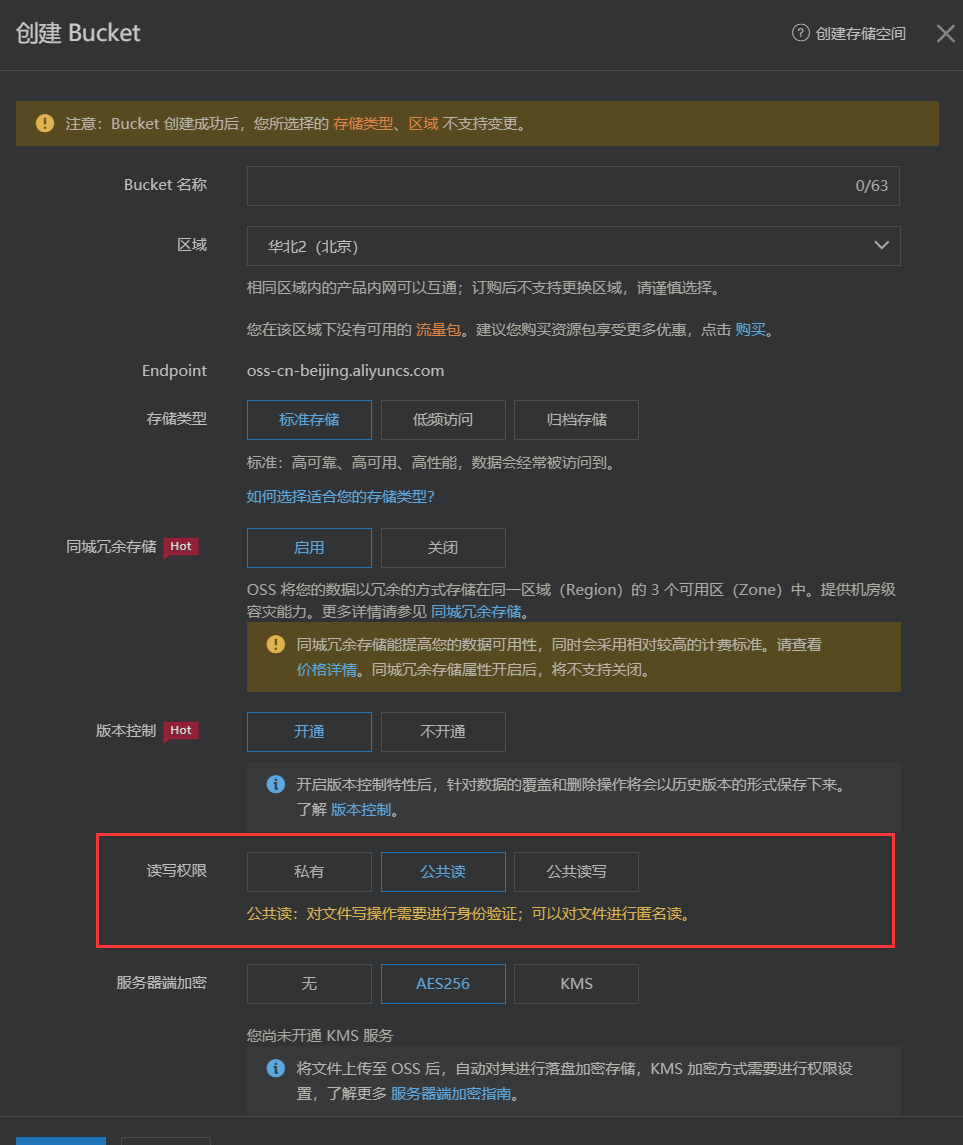 创建 Bucket
? 创建存储空间
注意：Bucket 创建成功后，您所选择的 存储类型、区域 不支持变更。
Bucket 名称
0/63
区域
华北2（北京）
相同区域内的产品内网可以互通；订购后不支持更换区域，请谨慎选择。
您在该区域下没有可用的 流量包。建议您购买资源包享受更多优惠，点击 购买。
Endpoint
oss-cn-beijing.aliyuncs.com
存储类型
标准存储
低频访问
归档存储
标准：高可靠、高可用、高性能，数据会经常被访问到。
如何选择适合您的存储类型?
同城冗余存储
Hot
启用
关闭
OSS 将您的数据以冗余的方式存储在同一区域（Region）的 3 个可用区（Zone）中。提供机房级
容灾能力。更多详情请参见 同城冗余存储。
同城冗余存储能提高您的数据可用性，同时会采用相对较高的计费标准。请查看
价格详情。同城冗余存储属性开启后，将不支持关闭。
版本控制
Hot
开通
不开通
开启版本控制特性后，针对数据的覆盖和删除操作将会以历史版本的形式保存下来。
了解 版本控制。
读写权限
私有
公共读
公共读写
公共读：对文件写操作需要进行身份验证；可以对文件进行匿名读。
服务器端加密
无
AES256
KMS
您尚未开通 KMS 服务
将文件上传至 OSS 后，自动对其进行落盘加密存储，KMS 加密方式需要进行权限设
置，了解更多 服务器端加密指南。